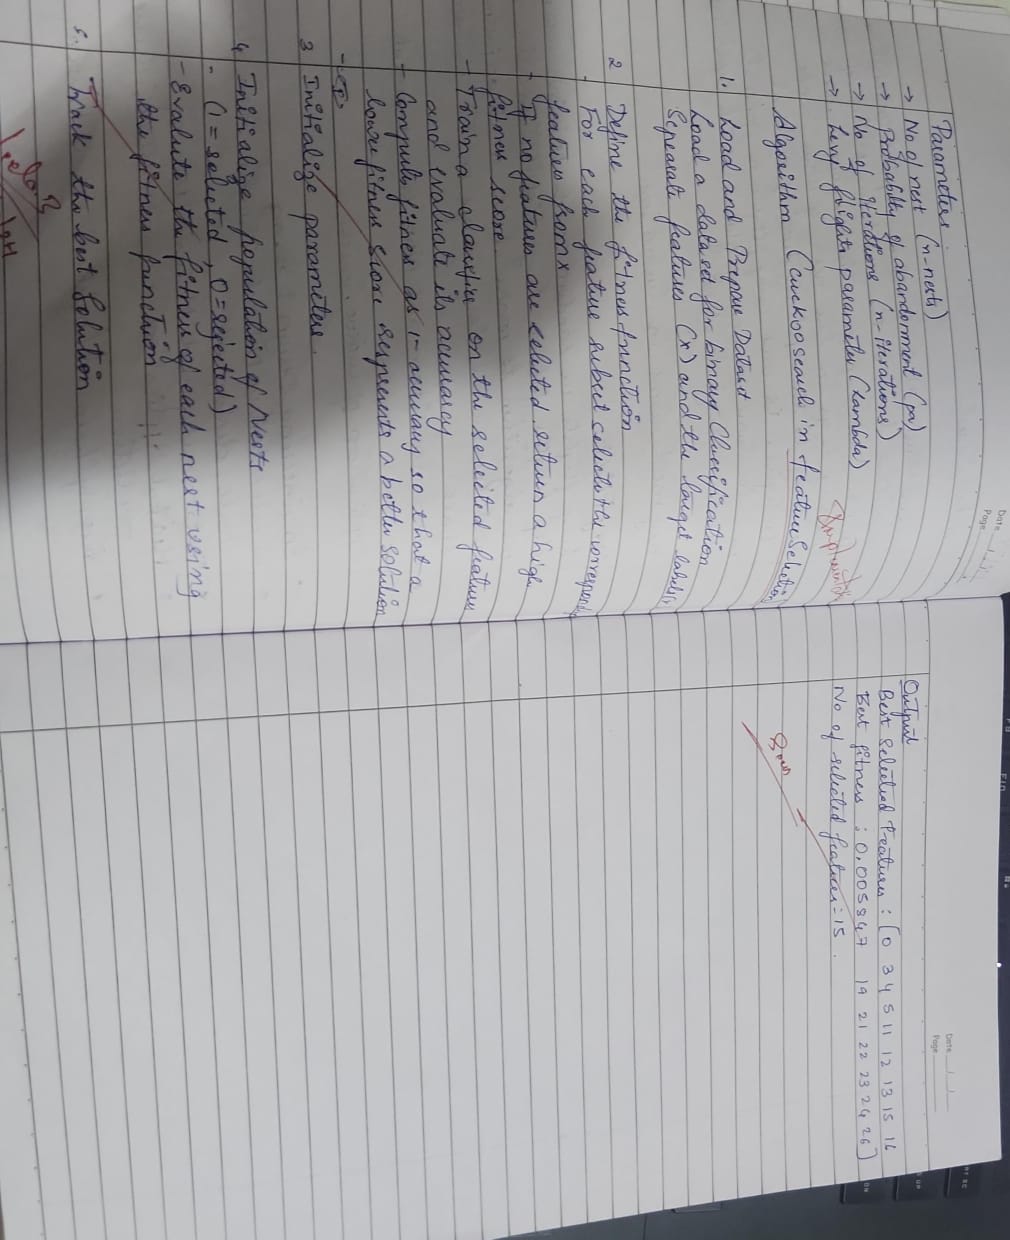 Date
Page
Parameters.
→ No of nest (n-nests)
→ Probability of abandonment (pa)
→ No of iterations (n-iterations)
→ Levy flights parameter (lambda)
Implementation
Algorithm (Cuckoo search in feature Selection)
1. Load and Prepare Dataset
Load a dataset for binary classification
Separate features (x) and the target labels
2 Define the fitness function
- For each feature subset selects the correspond
features from x
- If no features are selected return a high
fitness score.
- Train a classifier on the selected features
and evaluate its accuracy
- Compute fitness as 1 - accuracy so that a
lower fitness score represents a better solution
3 Initialize parameters.
4. Initialize population of Nests
- (1 = selected, 0 = rejected)
- Evalute the fitness of each nest using
the fitness function
5. Track the best solution
Date
Page
Output
Best Selected Features : [0 3 4 5 11 12 13 15 16
19 21 22 23 24 26]
Best fitness : 0.005847
No of selected features = 15.